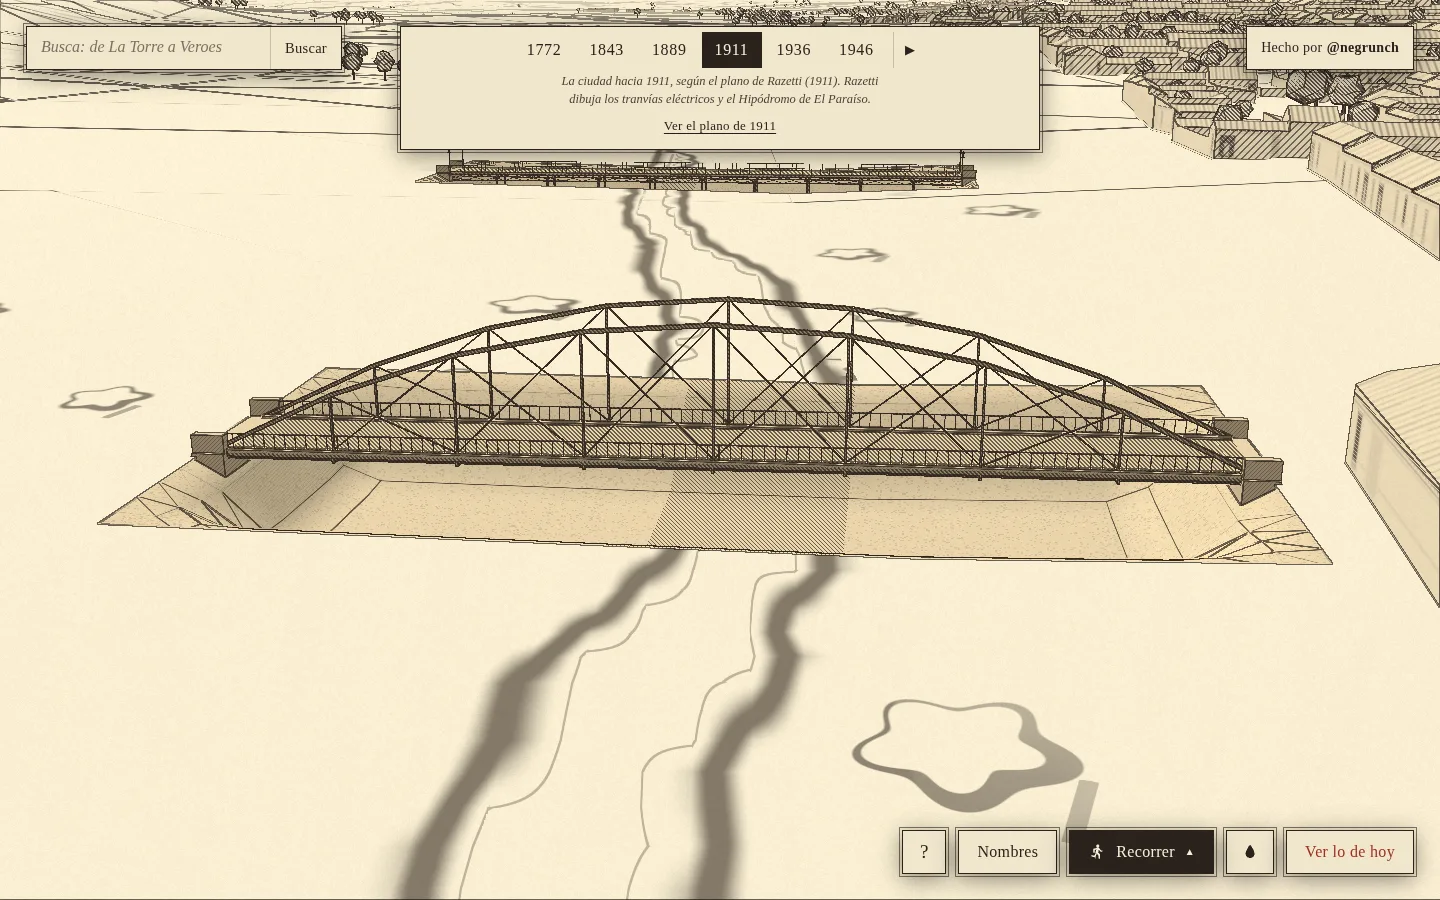 Busca: de La Torre a Veroes
Buscar
1772
1843
1889
1911
1936
1946
La ciudad hacia 1911, según el plano de Razetti (1911). Razetti
dibuja los tranvías eléctricos y el Hipódromo de El Paraíso.
Ver el plano de 1911
Hecho por @negrunch
?
Nombres
Recorrer
Ver lo de hoy